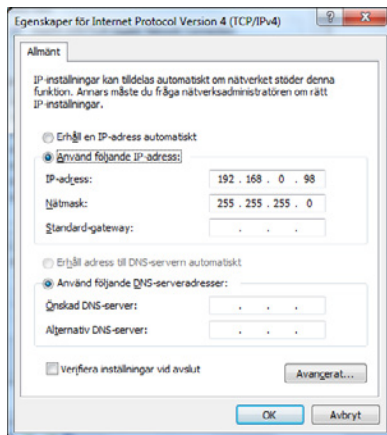 Egenskaper för Internet Protocol Version 4 (TCP/IPv4)
Allmänt
IP-inställningar kan tilldelas automatiskt om nätverket stöder denna
funktion. Annars måste du fråga nätverksadministratören om rätt
IP-inställningar.
Erhåll en IP-adress automatiskt
Använd följande IP-adress:
IP-adress: 192 . 168 . 0 . 98
Nätmask: 255 . 255 . 255 . 0
Standard-gateway: . . .
Erhåll adress till DNS-servern automatiskt
Använd följande DNS-serveradresser:
Önskad DNS-server: . . .
Alternativ DNS-server: . . .
Verifiera inställningar vid avslut
Avancerat...
OK Avbryt